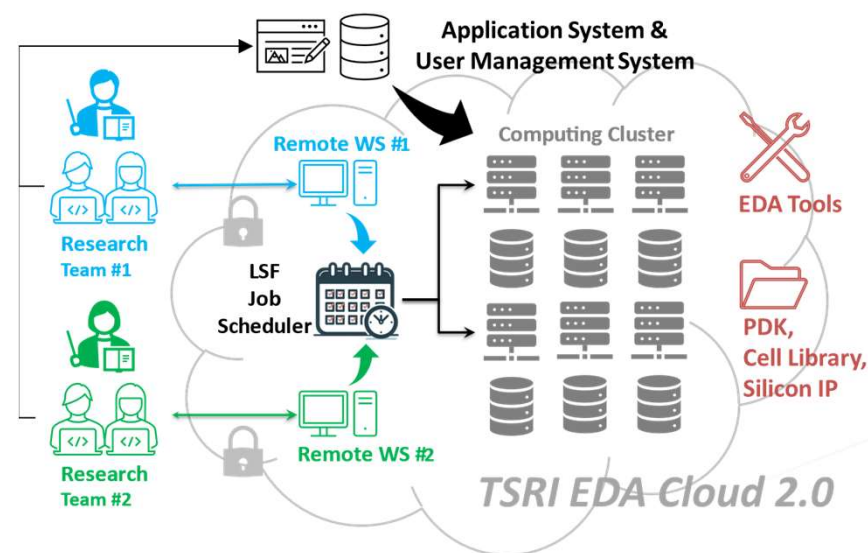 Application System &
User Management System
Remote WS #1
Computing Cluster
EDA Tools
Research
Team #1
LSF
Job
Scheduler
PDK,
Cell Library,
Silicon IP
Remote WS #2
Research
Team #2
TSRI EDA Cloud 2.0